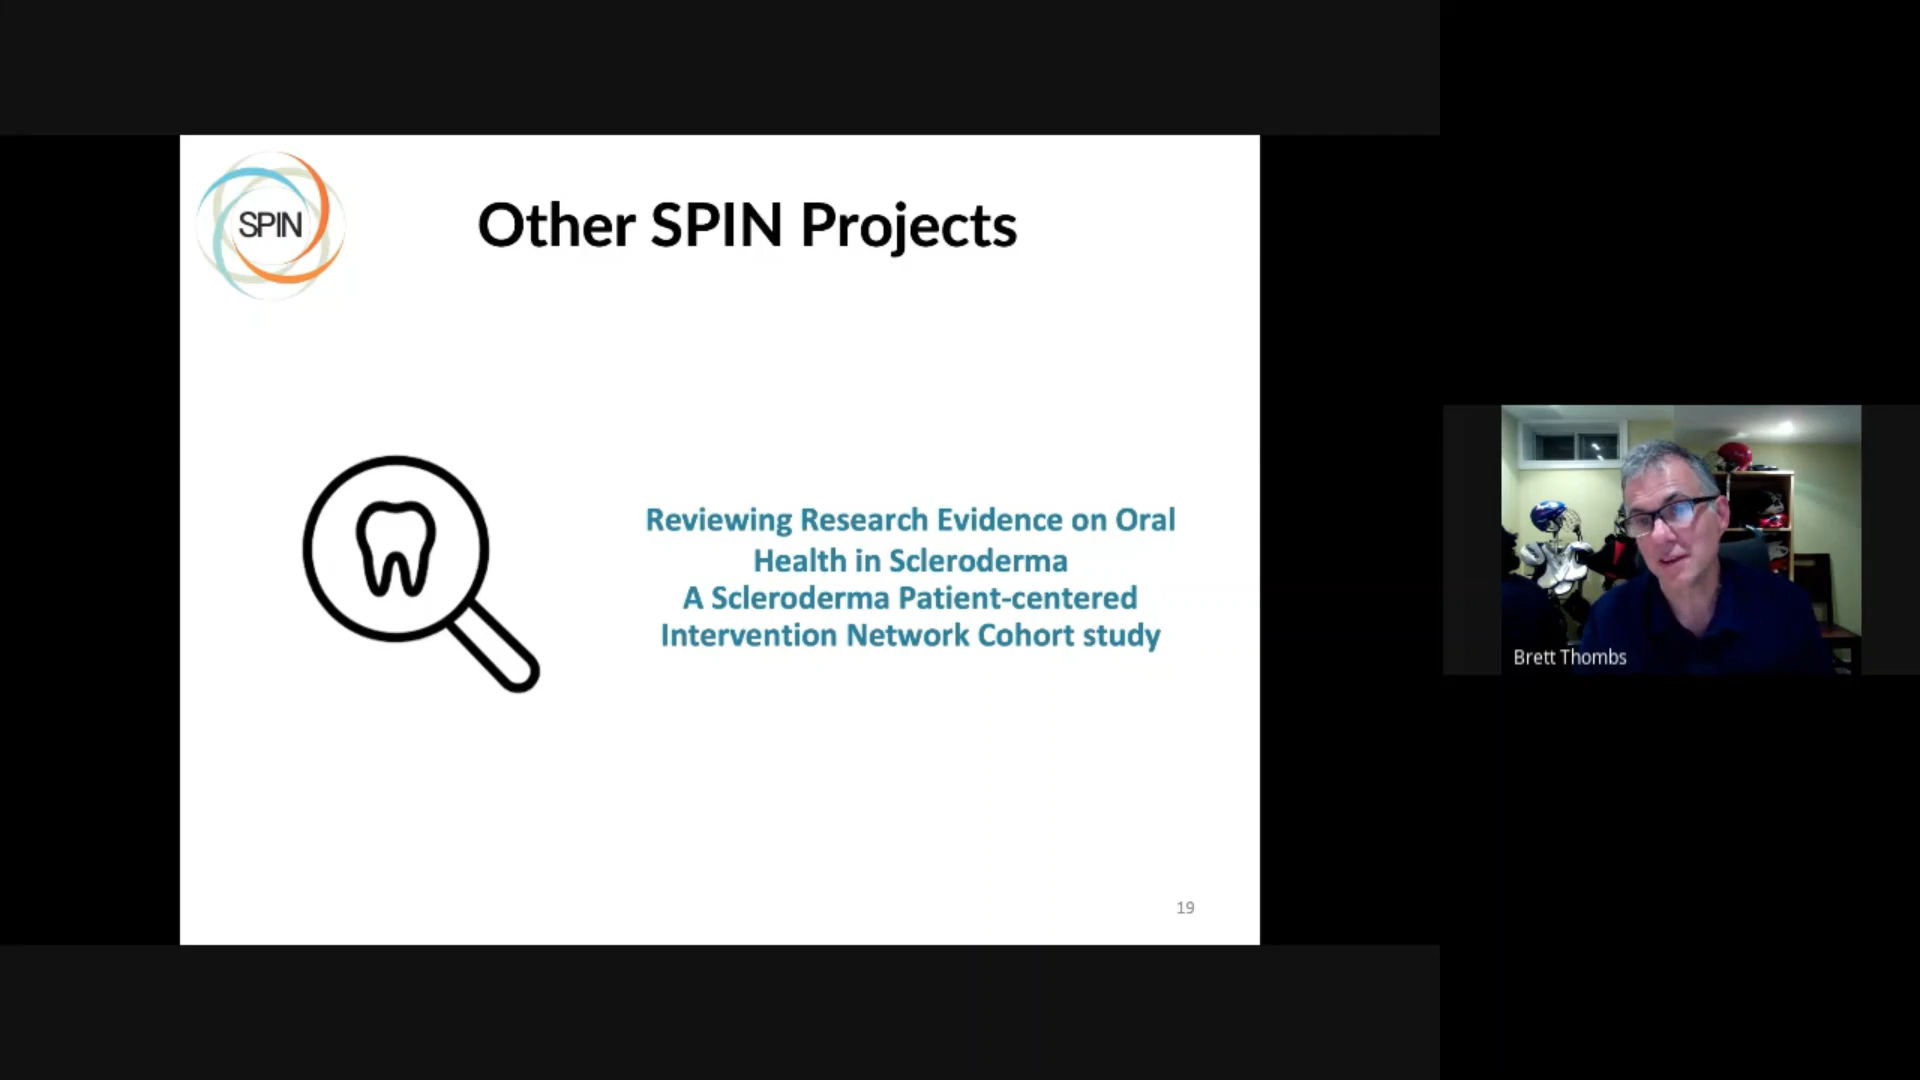 SPIN
Other SPIN Projects
Reviewing Research Evidence on Oral
Health in Scleroderma
A Scleroderma Patient-centered
Intervention Network Cohort study
19
Brett Thombs